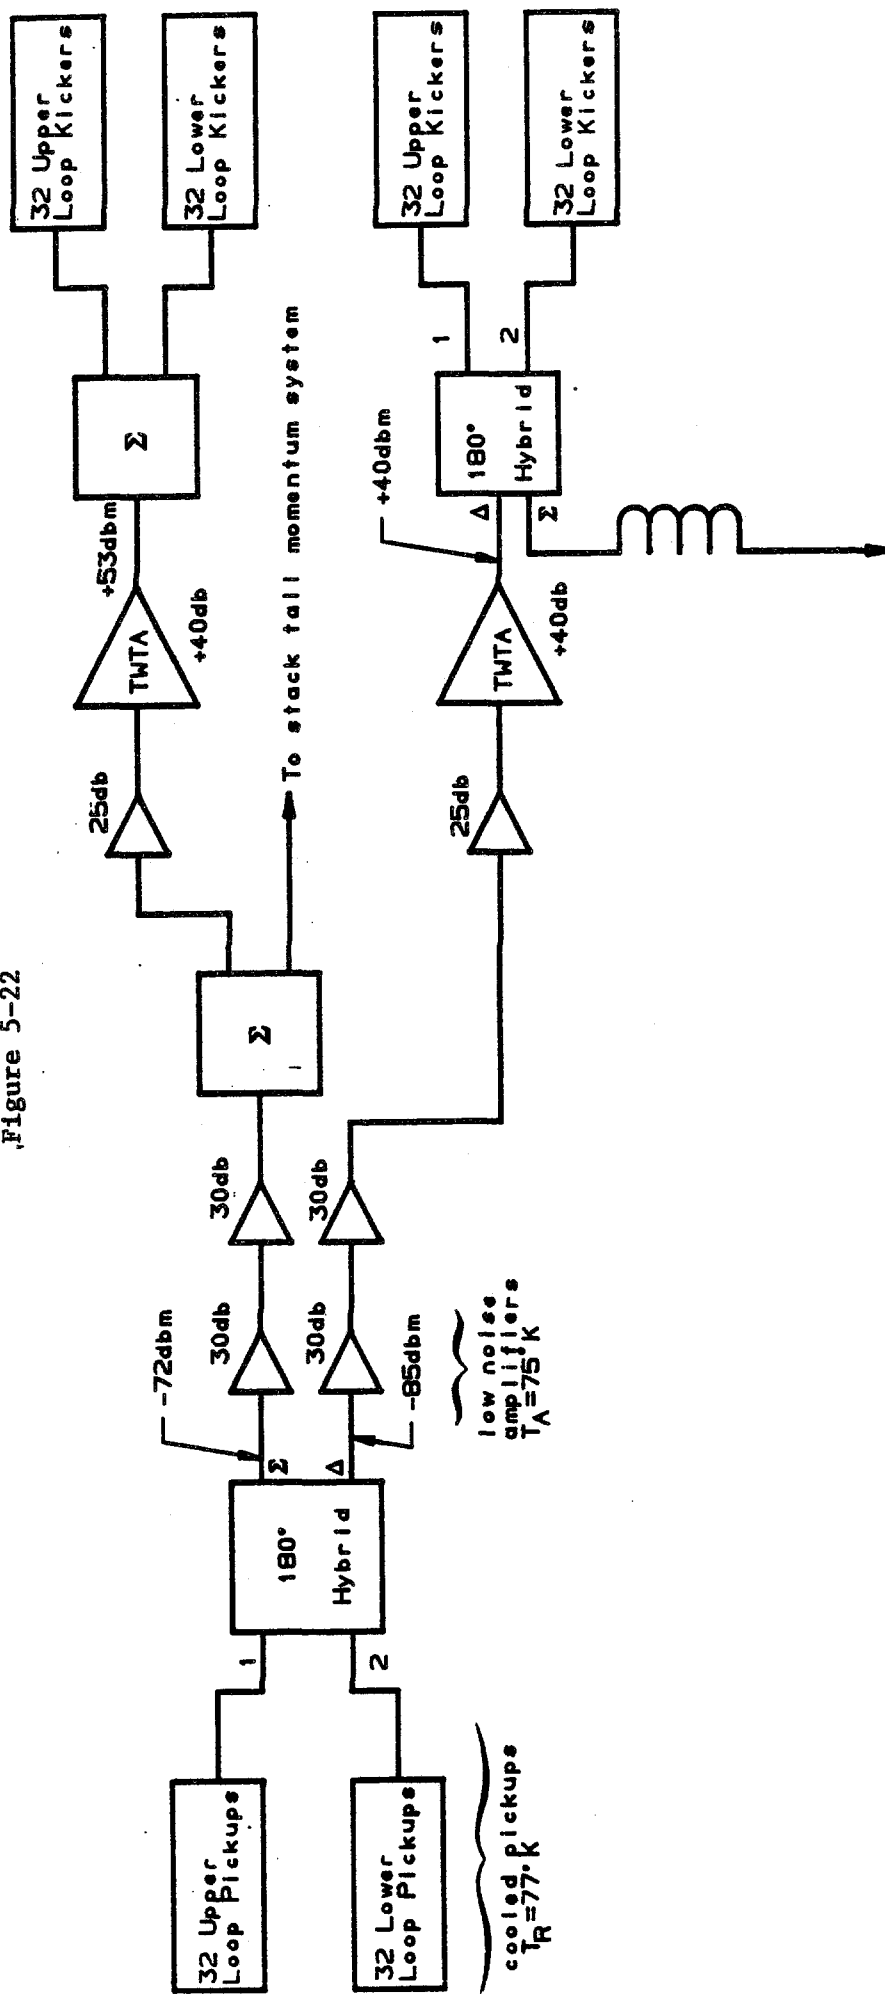 Figure 5-22
32 Upper
Loop Pickups
32 Lower
Loop Pickups
cooled pickups
T_R=77°K
1
2
180°
Hybrid
Σ
Δ
-72dbm
-85dbm
30db
30db
30db
30db
low noise
amplifiers
T_A=75°K
Σ
To stack tail momentum system
25db
TWTA
+40db
+53dbm
Σ
32 Upper
Loop Kickers
32 Lower
Loop Kickers
25db
TWTA
+40db
+40dbm
Δ
Σ
180°
Hybrid
1
2
32 Upper
Loop Kickers
32 Lower
Loop Kickers